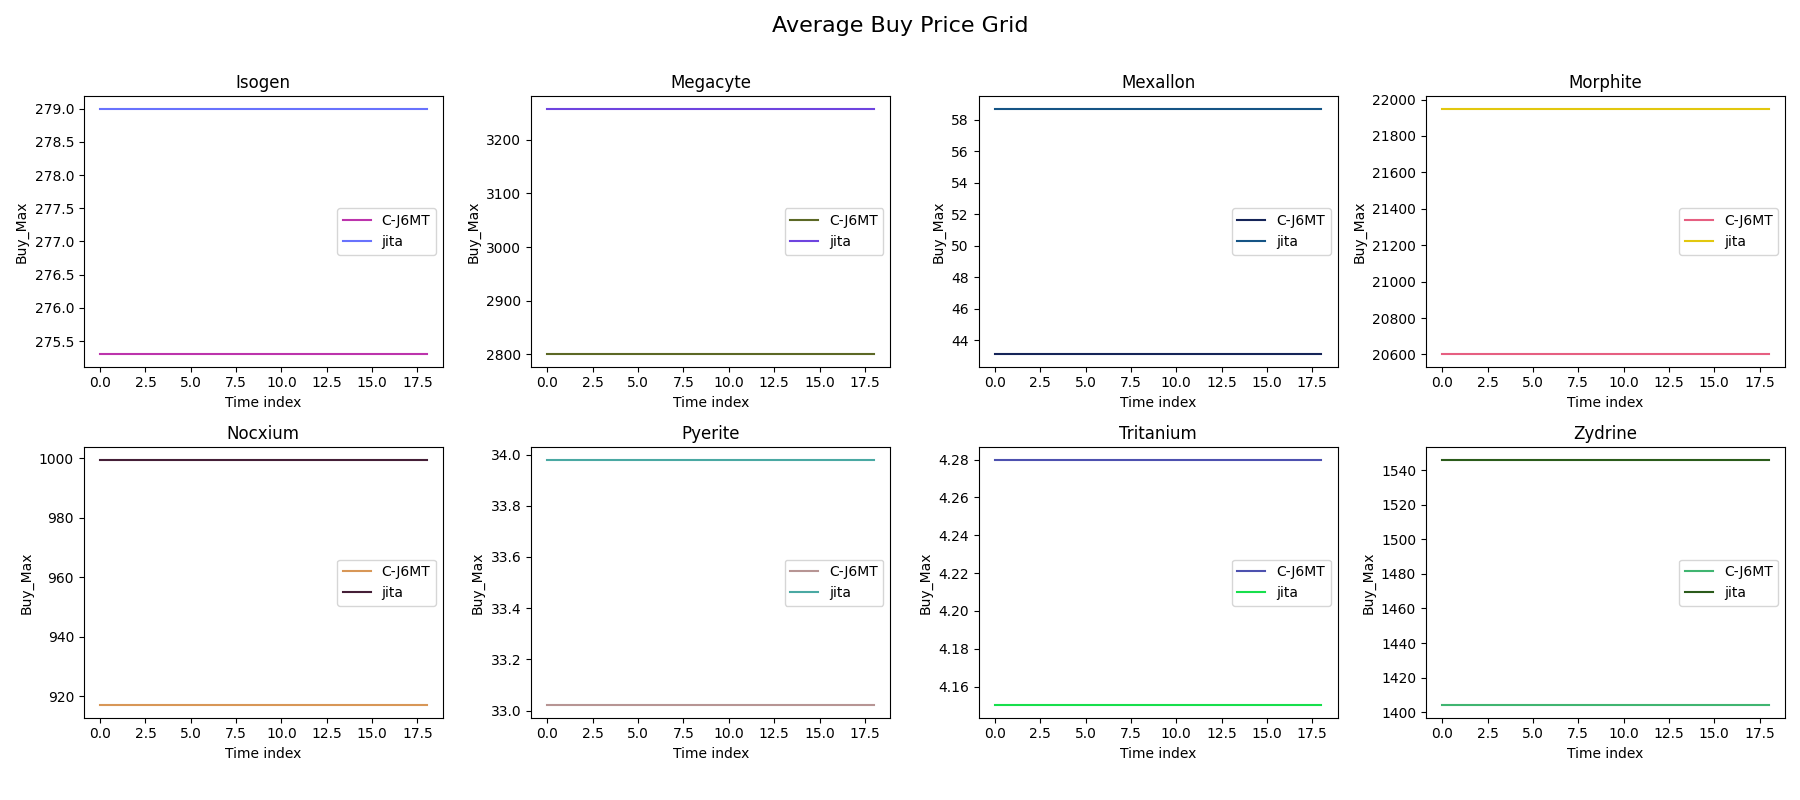 Average Buy Price Grid
Isogen
279.0
278.5
278.0
277.5
277.0
276.5
276.0
275.5
Buy_Max
C-J6MT
jita
0.0 2.5 5.0 7.5 10.0 12.5 15.0 17.5
Time index
Megacyte
3200
3100
3000
2900
2800
Buy_Max
C-J6MT
jita
0.0 2.5 5.0 7.5 10.0 12.5 15.0 17.5
Time index
Mexallon
58
56
54
52
50
48
46
44
Buy_Max
C-J6MT
jita
0.0 2.5 5.0 7.5 10.0 12.5 15.0 17.5
Time index
Morphite
22000
21800
21600
21400
21200
21000
20800
20600
Buy_Max
C-J6MT
jita
0.0 2.5 5.0 7.5 10.0 12.5 15.0 17.5
Time index
Nocxium
1000
980
960
940
920
Buy_Max
C-J6MT
jita
0.0 2.5 5.0 7.5 10.0 12.5 15.0 17.5
Time index
Pyerite
34.0
33.8
33.6
33.4
33.2
33.0
Buy_Max
C-J6MT
jita
0.0 2.5 5.0 7.5 10.0 12.5 15.0 17.5
Time index
Tritanium
4.28
4.26
4.24
4.22
4.20
4.18
4.16
Buy_Max
C-J6MT
jita
0.0 2.5 5.0 7.5 10.0 12.5 15.0 17.5
Time index
Zydrine
1540
1520
1500
1480
1460
1440
1420
1400
Buy_Max
C-J6MT
jita
0.0 2.5 5.0 7.5 10.0 12.5 15.0 17.5
Time index